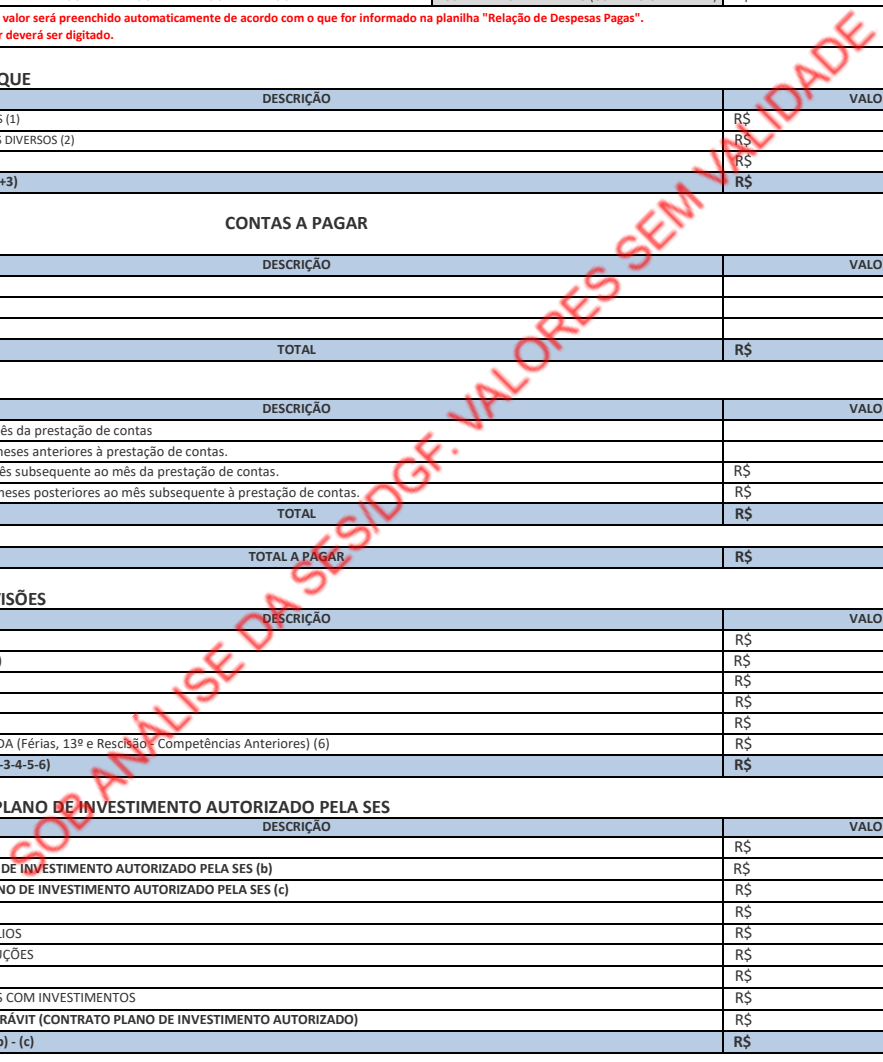 valor será preenchido automaticamente de acordo com o que for informado na planilha "Relação de Despesas Pagas".
deverá ser digitado.
DESCRIÇÃO VALO
(1) R$
DIVERSOS (2) R$
R$
+3) R$
CONTAS A PAGAR
DESCRIÇÃO VALO
TOTAL R$
DESCRIÇÃO VALO
ês da prestação de contas
meses anteriores à prestação de contas.
ês subsequente ao mês da prestação de contas. R$
meses posteriores ao mês subsequente à prestação de contas. R$
TOTAL R$
TOTAL A PAGAR R$
ISÕES
DESCRIÇÃO VALO
R$
) R$
R$
R$
R$
DA (Férias, 13º e Rescisão - Competências Anteriores) (6) R$
-3-4-5-6) R$
PLANO DE INVESTIMENTO AUTORIZADO PELA SES
DESCRIÇÃO VALO
R$
DE INVESTIMENTO AUTORIZADO PELA SES (b) R$
NO DE INVESTIMENTO AUTORIZADO PELA SES (c) R$
R$
LIOS R$
UÇÕES R$
R$
S COM INVESTIMENTOS R$
RÁVIT (CONTRATO PLANO DE INVESTIMENTO AUTORIZADO) R$
) - (c) R$
SOB ANÁLISE DA SES/DGF. VALORES SEM VALIDADE